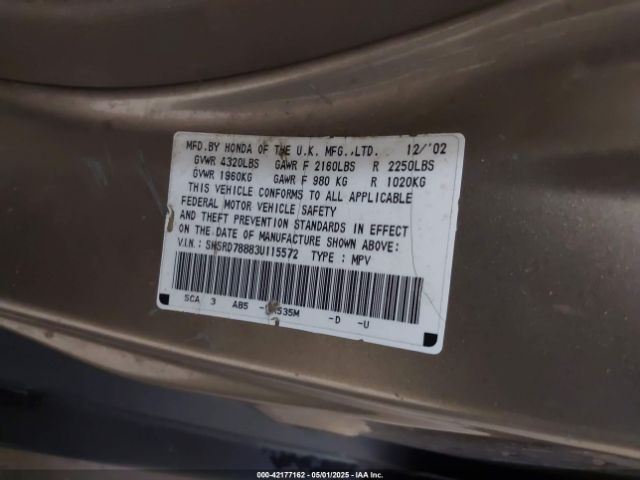 MFD.BY HONDA OF THE U.K. MFG.,LTD. 12/'02
GVWR 4320LBS GAWR F 2160LBS R 2250LBS
GVWR 1960KG GAWR F 980 KG R 1020KG
THIS VEHICLE CONFORMS TO ALL APPLICABLE
FEDERAL MOTOR VEHICLE SAFETY
AND THEFT PREVENTION STANDARDS IN EFFECT
ON THE DATE OF MANUFACTURE SHOWN ABOVE:
V.I.N.: SHSRD78883U115572 TYPE : MPV
SCA 3 AB5 -D -U
000-42177162 - 05/01/2025 - IAAI Inc.